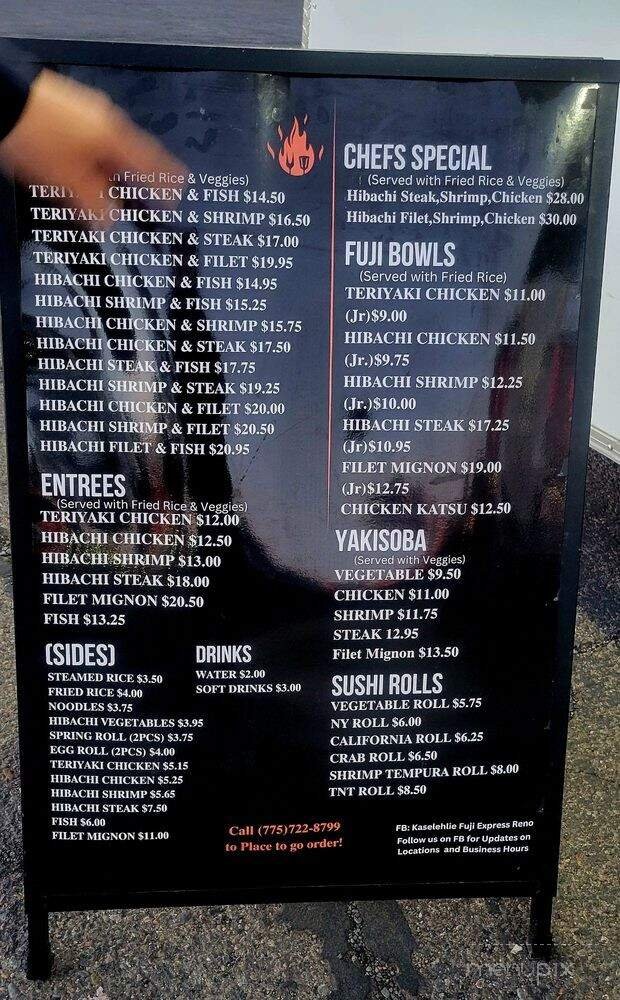 Fried Rice & Veggies)
CHICKEN & FISH $14.50
TERIYAKI CHICKEN & SHRIMP $16.50
TERIYAKI CHICKEN & STEAK $17.00
TERIYAKI CHICKEN & FILET $19.95
HIBACHI CHICKEN & FISH $14.95
HIBACHI SHRIMP & FISH $15.25
HIBACHI CHICKEN & SHRIMP $15.75
HIBACHI CHICKEN & STEAK $17.50
HIBACHI STEAK & FISH $17.75
HIBACHI SHRIMP & STEAK $19.25
HIBACHI CHICKEN & FILET $20.00
HIBACHI SHRIMP & FILET $20.50
HIBACHI FILET & FISH $20.95
ENTREES
(Served with Fried Rice & Veggies)
TERIYAKI CHICKEN $12.00
HIBACHI CHICKEN $12.50
HIBACHI SHRIMP $13.00
HIBACHI STEAK $18.00
FILET MIGNON $20.50
FISH $13.25
(SIDES)
STEAMED RICE $3.50
FRIED RICE $4.00
NOODLES $3.75
HIBACHI VEGETABLES $3.95
SPRING ROLL (2PCS) $3.75
EGG ROLL (2PCS) $4.00
TERIYAKI CHICKEN $5.15
HIBACHI CHICKEN $5.25
HIBACHI SHRIMP $5.65
HIBACHI STEAK $7.50
FISH $6.00
FILET MIGNON $11.00
DRINKS
WATER $2.00
SOFT DRINKS $3.00
CHEFS SPECIAL
(Served with Fried Rice & Veggies)
Hibachi Steak,Shrimp,Chicken $28.00
Hibachi Filet,Shrimp,Chicken $30.00
FUJI BOWLS
(Served with Fried Rice)
TERIYAKI CHICKEN $11.00
(Jr)$9.00
HIBACHI CHICKEN $11.50
(Jr.)$9.75
HIBACHI SHRIMP $12.25
(Jr.)$10.00
HIBACHI STEAK $17.25
(Jr)$10.95
FILET MIGNON $19.00
(Jr)$12.75
CHICKEN KATSU $12.50
YAKISOBA
(Served with Veggies)
VEGETABLE $9.50
CHICKEN $11.00
SHRIMP $11.75
STEAK 12.95
Filet Mignon $13.50
SUSHI ROLLS
VEGETABLE ROLL $5.75
NY ROLL $6.00
CALIFORNIA ROLL $6.25
CRAB ROLL $6.50
SHRIMP TEMPURA ROLL $8.00
TNT ROLL $8.50
Call (775)722-8799
to Place to go order!
FB: Kaselehlie Fuji Express Reno
Follow us on FB for Updates on
Locations and Business Hours
menupix